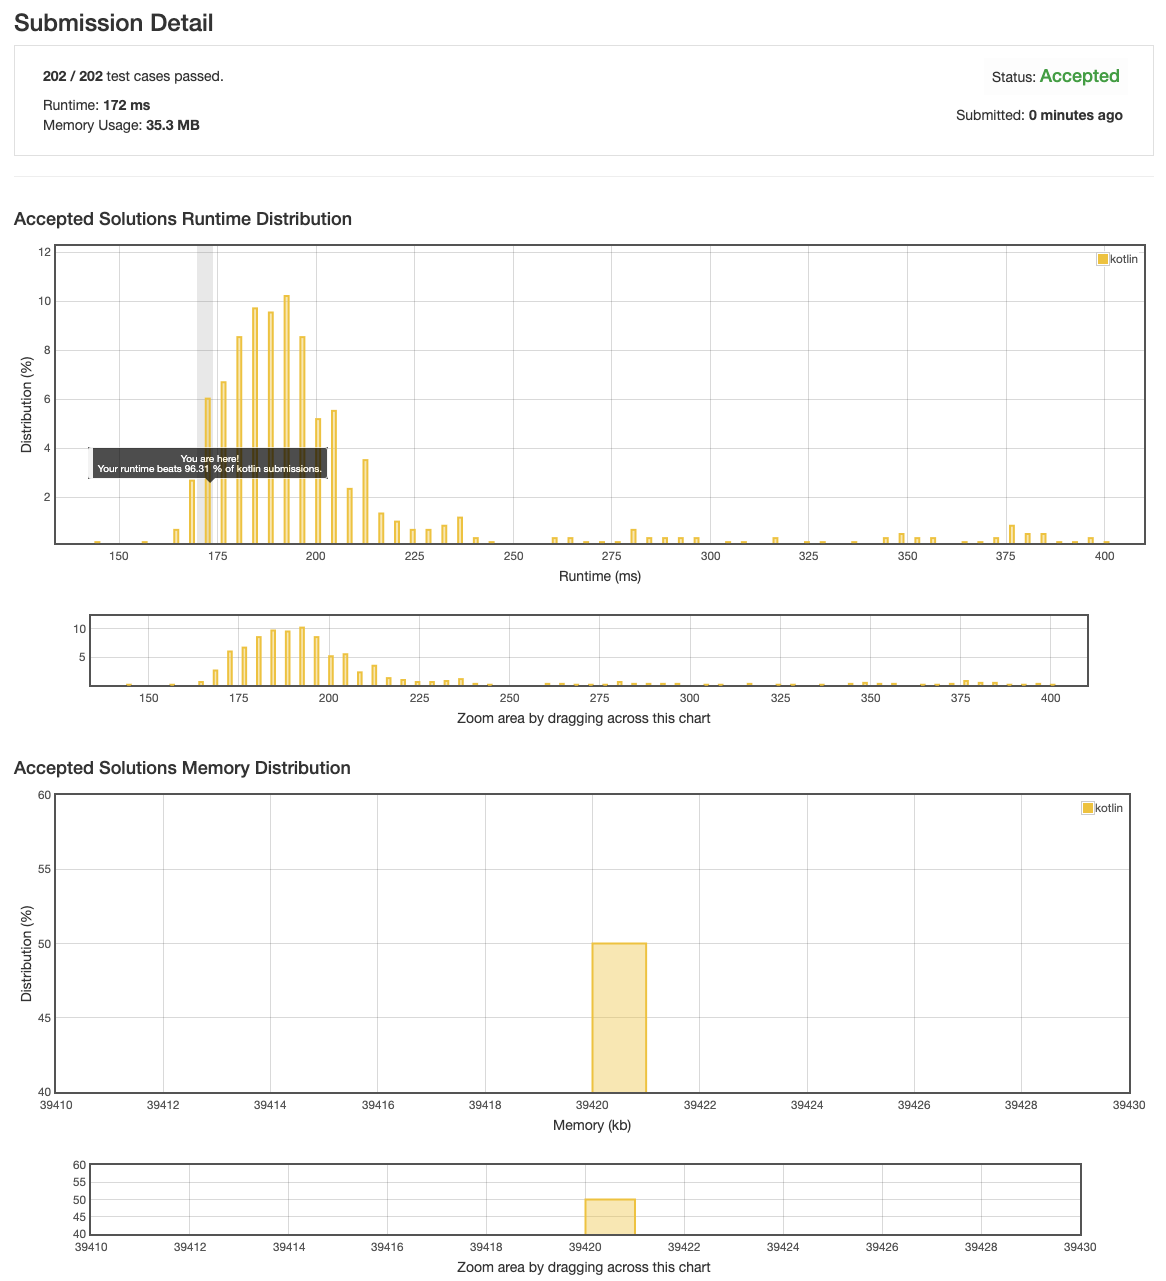 Submission Detail
202 / 202 test cases passed.
Status: Accepted
Runtime: 172 ms
Memory Usage: 35.3 MB
Submitted: 0 minutes ago
Accepted Solutions Runtime Distribution
12
10
8
6
4
2
Distribution (%)
kotlin
You are here!
Your runtime beats 96.31 % of kotlin submissions.
150 175 200 225 250 275 300 325 350 375 400
Runtime (ms)
10
5
150 175 200 225 250 275 300 325 350 375 400
Zoom area by dragging across this chart
Accepted Solutions Memory Distribution
60
55
50
45
40
Distribution (%)
kotlin
39410 39412 39414 39416 39418 39420 39422 39424 39426 39428 39430
Memory (kb)
60
55
50
45
40
39410 39412 39414 39416 39418 39420 39422 39424 39426 39428 39430
Zoom area by dragging across this chart